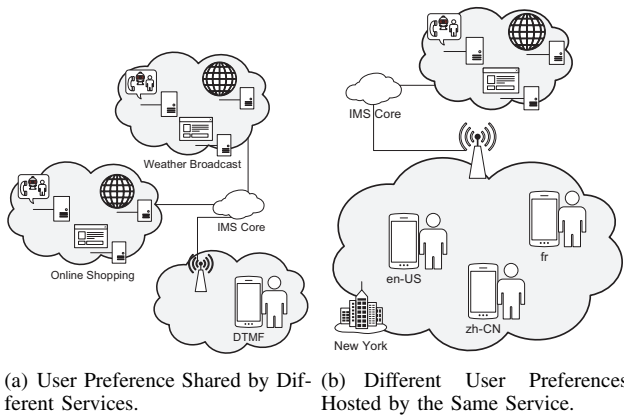 Weather Broadcast
IMS Core
Online Shopping
DTMF
IMS Core
en-US
fr
zh-CN
New York
(a) User Preference Shared by Dif-
ferent Services.
(b) Different User Preferences
Hosted by the Same Service.